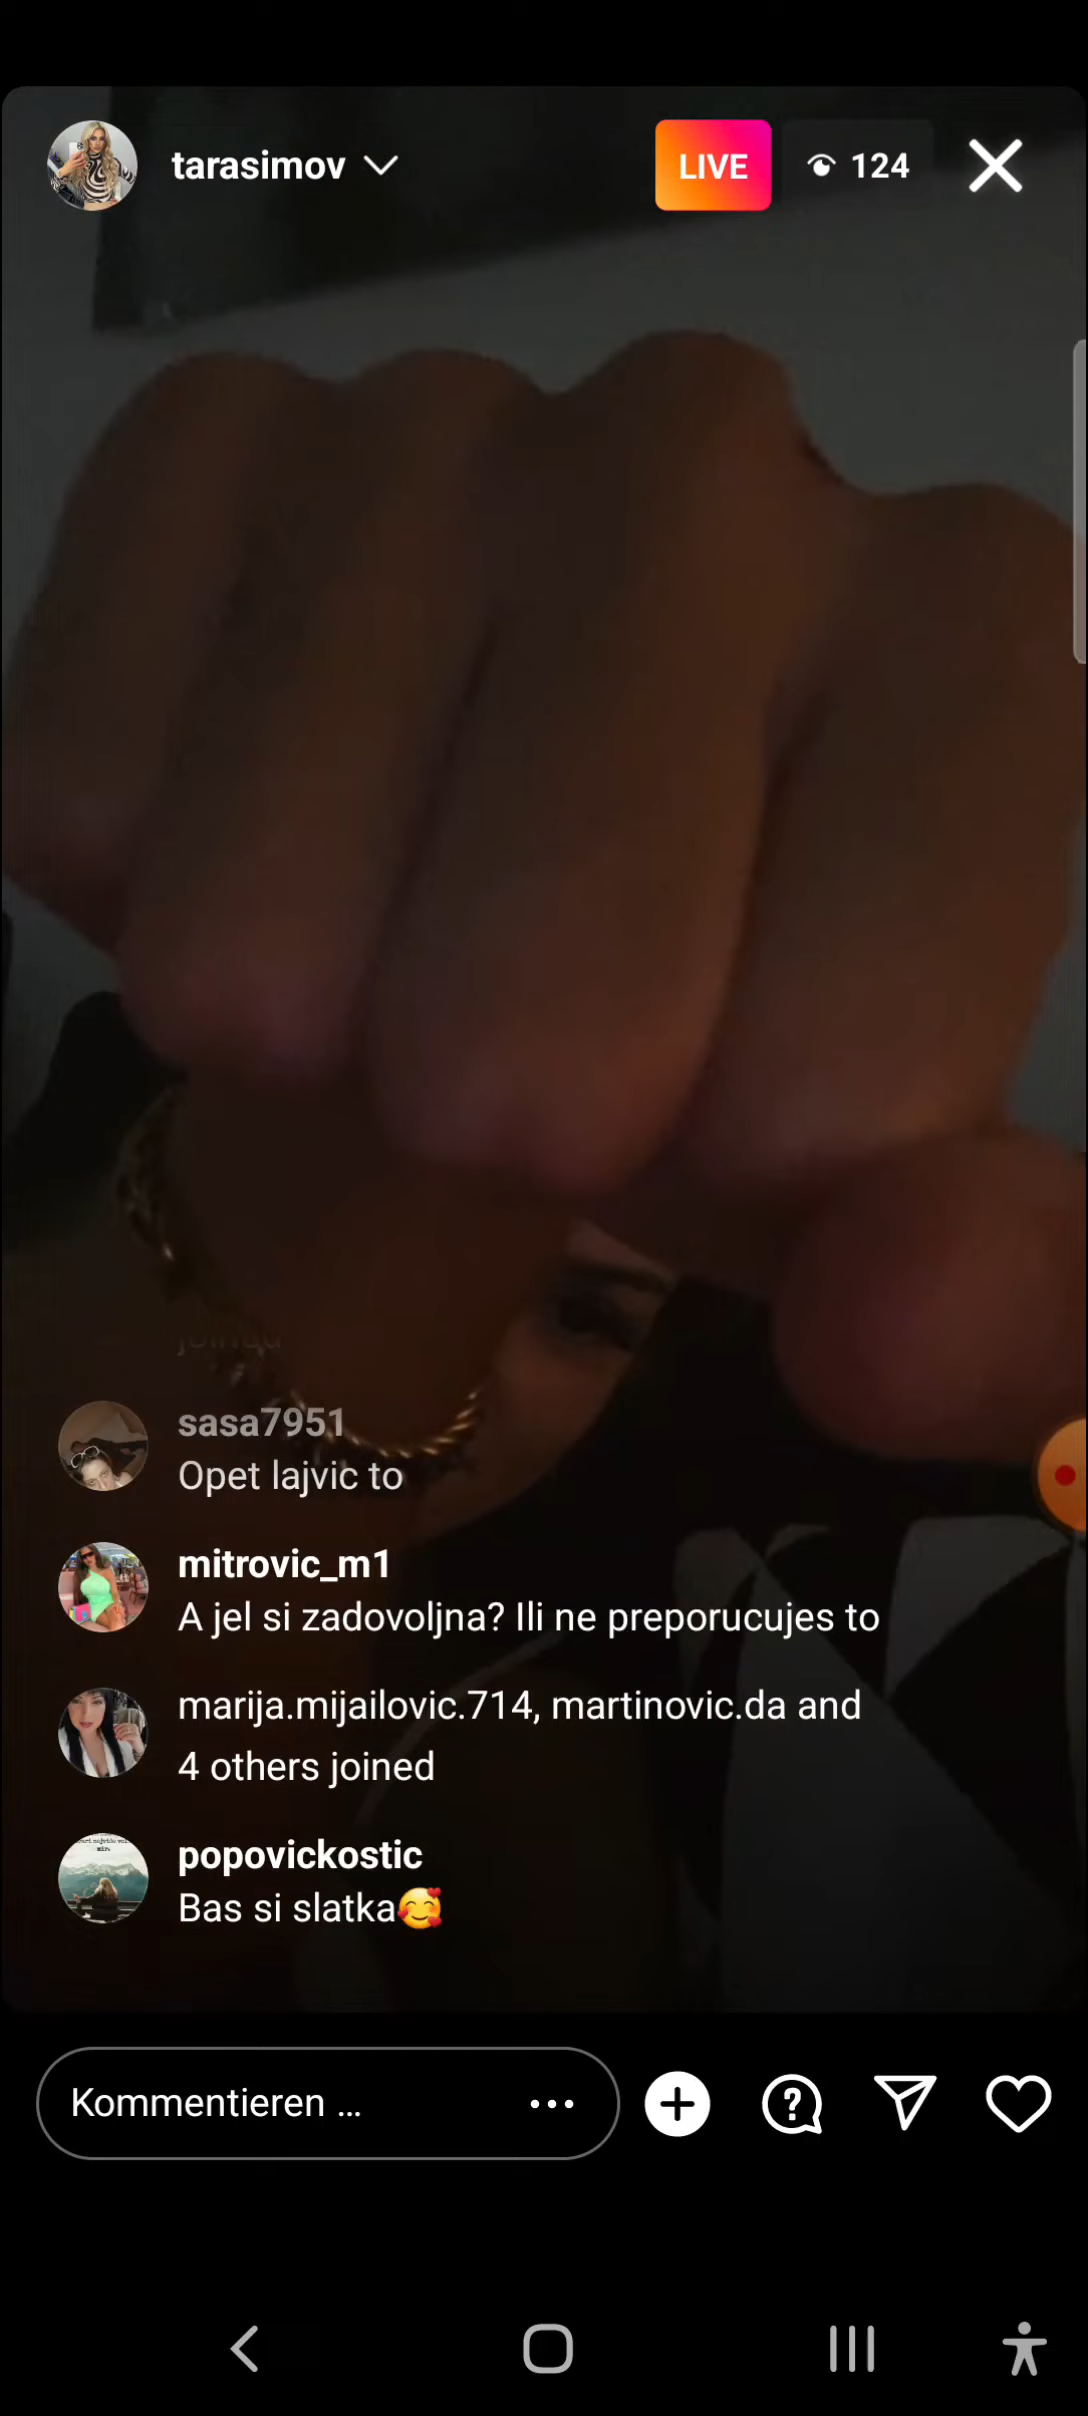 tarasimov
LIVE
124
joined
sasa7951
Opet lajvic to
mitrovic_m1
A jel si zadovoljna? Ili ne preporucujes to
marija.mijailovic.714, martinovic.da and
4 others joined
popovickostic
Bas si slatka🥰
Kommentieren ...